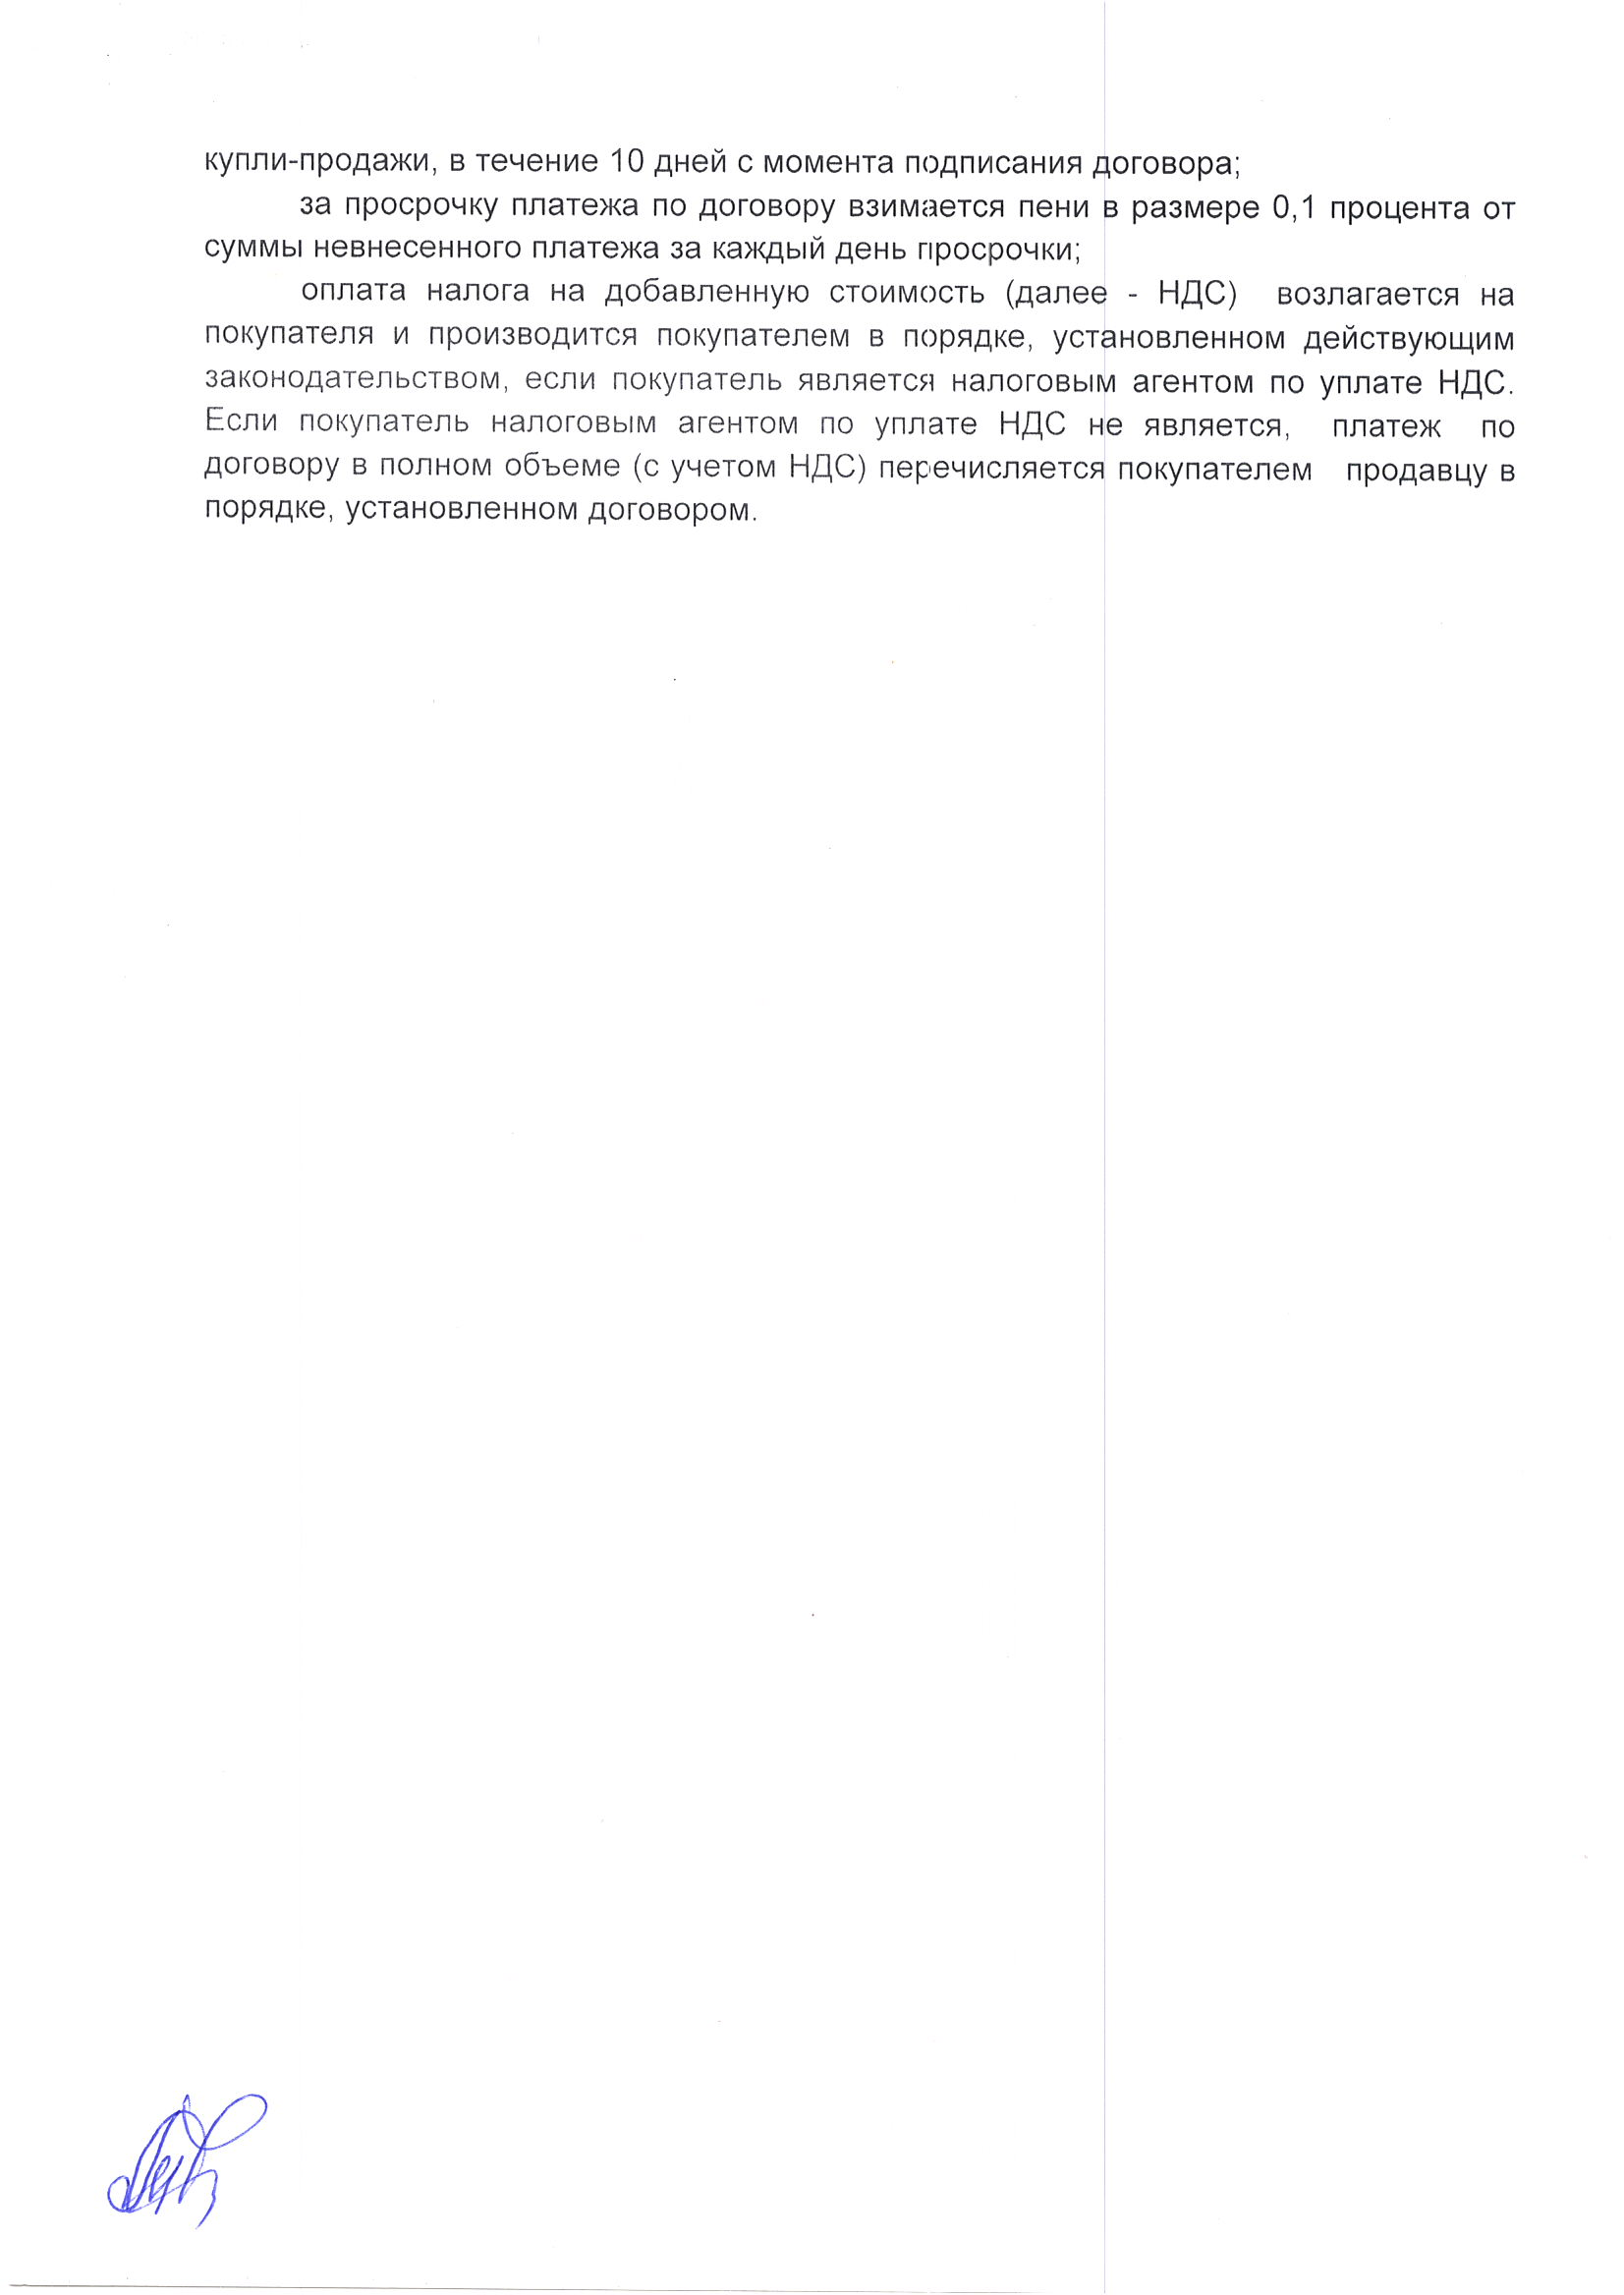 купли-продажи, в течение 10 дней с момента подписания договора;
за просрочку платежа по договору взимается пени в размере 0,1 процента от
суммы невнесенного платежа за каждый день просрочки;
оплата налога на добавленную стоимость (далее - НДС) возлагается на
покупателя и производится покупателем в порядке, установленном действующим
законодательством, если покупатель является налоговым агентом по уплате НДС.
Если покупатель налоговым агентом по уплате НДС не является, платеж по
договору в полном объеме (с учетом НДС) перечисляется покупателем продавцу в
порядке, установленном договором.